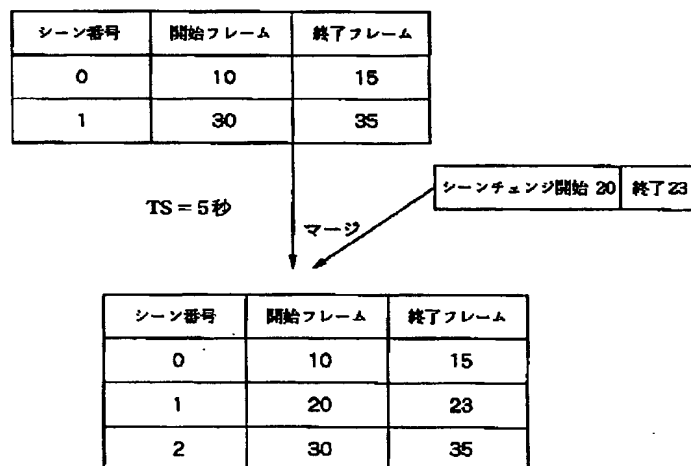 シーン番号 開始フレーム 終了フレーム
0 10 15
1 30 35
シーンチェンジ開始 20 終了23
TS = 5秒
マージ
シーン番号 開始フレーム 終了フレーム
0 10 15
1 20 23
2 30 35